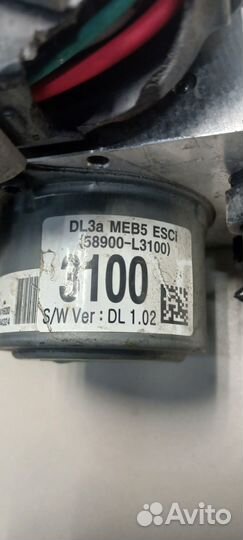 DL3a MEB5 ESCi
(58900-L3100)
3100
S/W Ver : DL 1.02
Avito